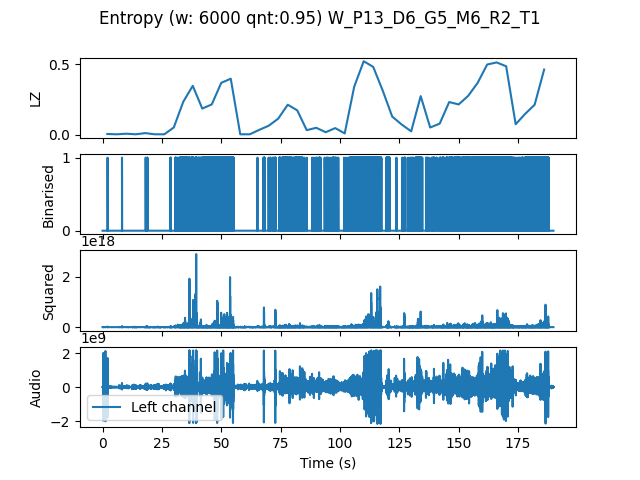 Entropy (w: 6000 qnt:0.95) W_P13_D6_G5_M6_R2_T1
0.5
LZ
0.0
1
Binarised
0
1e18
2
Squared
0
1e9
2
Audio
0
Left channel
−2
0 25 50 75 100 125 150 175
Time (s)